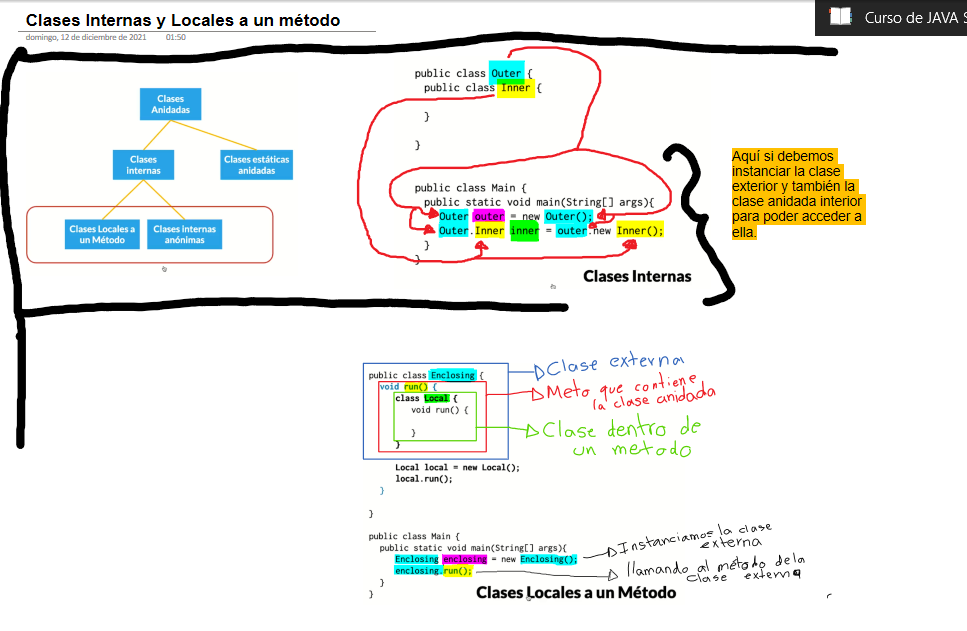 Clases Internas y Locales a un método
domingo, 12 de diciembre de 2021 01:50
Curso de JAVA S
Clases
Anidadas
Clases
internas
Clases estáticas
anidadas
Clases Locales a
un Método
Clases internas
anónimas
public class Outer {
public class Inner {
}
}
public class Main {
public static void main(String[] args){
Outer outer = new Outer();
Outer.Inner inner = outer.new Inner();
}
}
Clases Internas
Aquí si debemos
instanciar la clase
exterior y también la
clase anidada interior
para poder acceder a
ella.
public class Enclosing {
void run() {
class Local {
void run() {
}
}
Local local = new Local();
local.run();
}
}
Clase externa
Meto que contiene
la clase anidada
Clase dentro de
un metodo
public class Main {
public static void main(String[] args){
Enclosing enclosing = new Enclosing();
enclosing.run();
}
}
Instanciamos la clase
externa
llamando al método de la
clase externa
Clases Locales a un Método